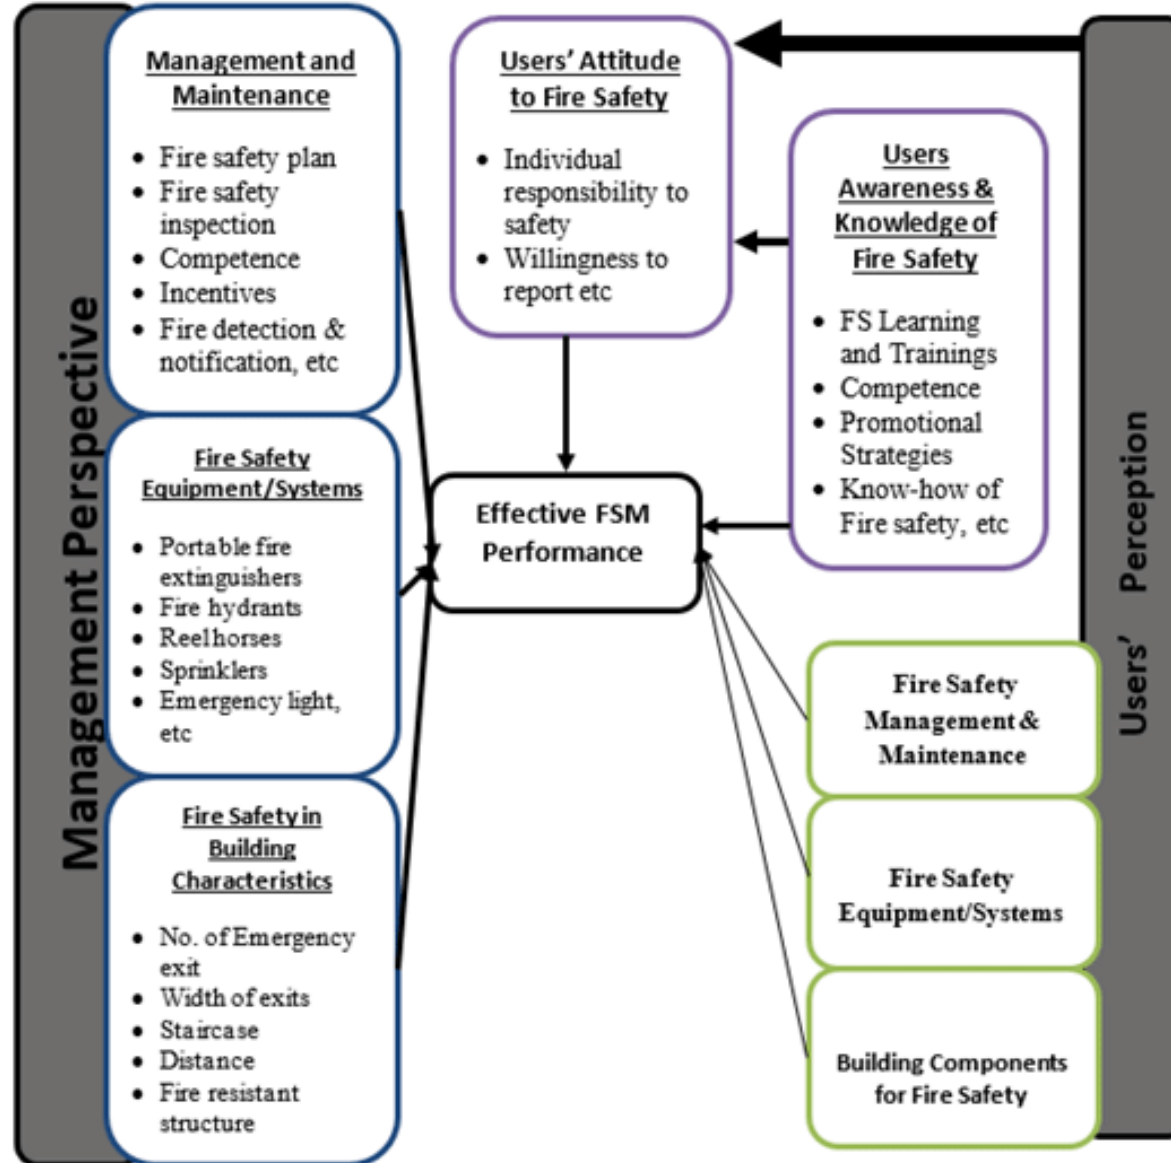 Management Perspective
Management and
Maintenance
• Fire safety plan
• Fire safety
inspection
• Competence
• Incentives
• Fire detection &
notification, etc
Fire Safety
Equipment/Systems
• Portable fire
extinguishers
• Fire hydrants
• Reel horses
• Sprinklers
• Emergency light,
etc
Fire Safety in
Building
Characteristics
• No. of Emergency
exit
• Width of exits
• Staircase
• Distance
• Fire resistant
structure
Users' Attitude
to Fire Safety
• Individual
responsibility to
safety
• Willingness to
report etc
Effective FSM
Performance
Users
Awareness &
Knowledge of
Fire Safety
• FS Learning
and Trainings
• Competence
• Promotional
Strategies
• Know-how of
Fire safety, etc
Fire Safety
Management &
Maintenance
Fire Safety
Equipment/Systems
Building Components
for Fire Safety
Users' Perception